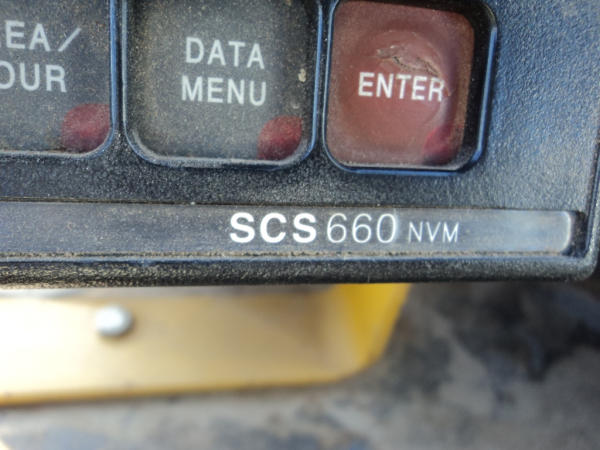 EA/
OUR
DATA
MENU
ENTER
SCS 660 NVM